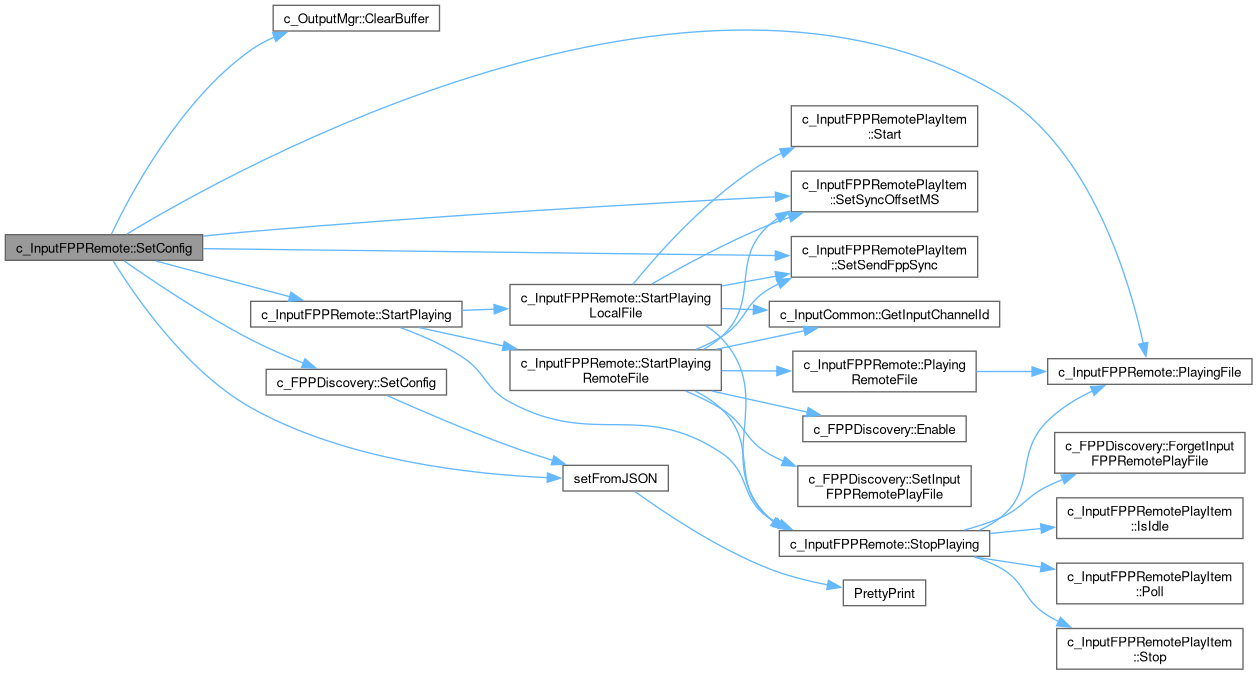 c_OutputMgr::ClearBuffer
c_InputFPPRemotePlayItem
::Start
c_InputFPPRemotePlayItem
::SetSyncOffsetMS
c_InputFPPRemote::SetConfig
c_InputFPPRemotePlayItem
::SetSendFppSync
c_InputFPPRemote::StartPlaying
c_InputFPPRemote::StartPlaying
LocalFile
c_InputCommon::GetInputChannelId
c_InputFPPRemote::StartPlaying
RemoteFile
c_InputFPPRemote::Playing
RemoteFile
c_InputFPPRemote::PlayingFile
c_FPPDiscovery::SetConfig
c_FPPDiscovery::Enable
c_FPPDiscovery::ForgetInput
FPPRemotePlayFile
setFromJSON
c_FPPDiscovery::SetInput
FPPRemotePlayFile
c_InputFPPRemotePlayItem
::IsIdle
c_InputFPPRemote::StopPlaying
c_InputFPPRemotePlayItem
::Poll
PrettyPrint
c_InputFPPRemotePlayItem
::Stop